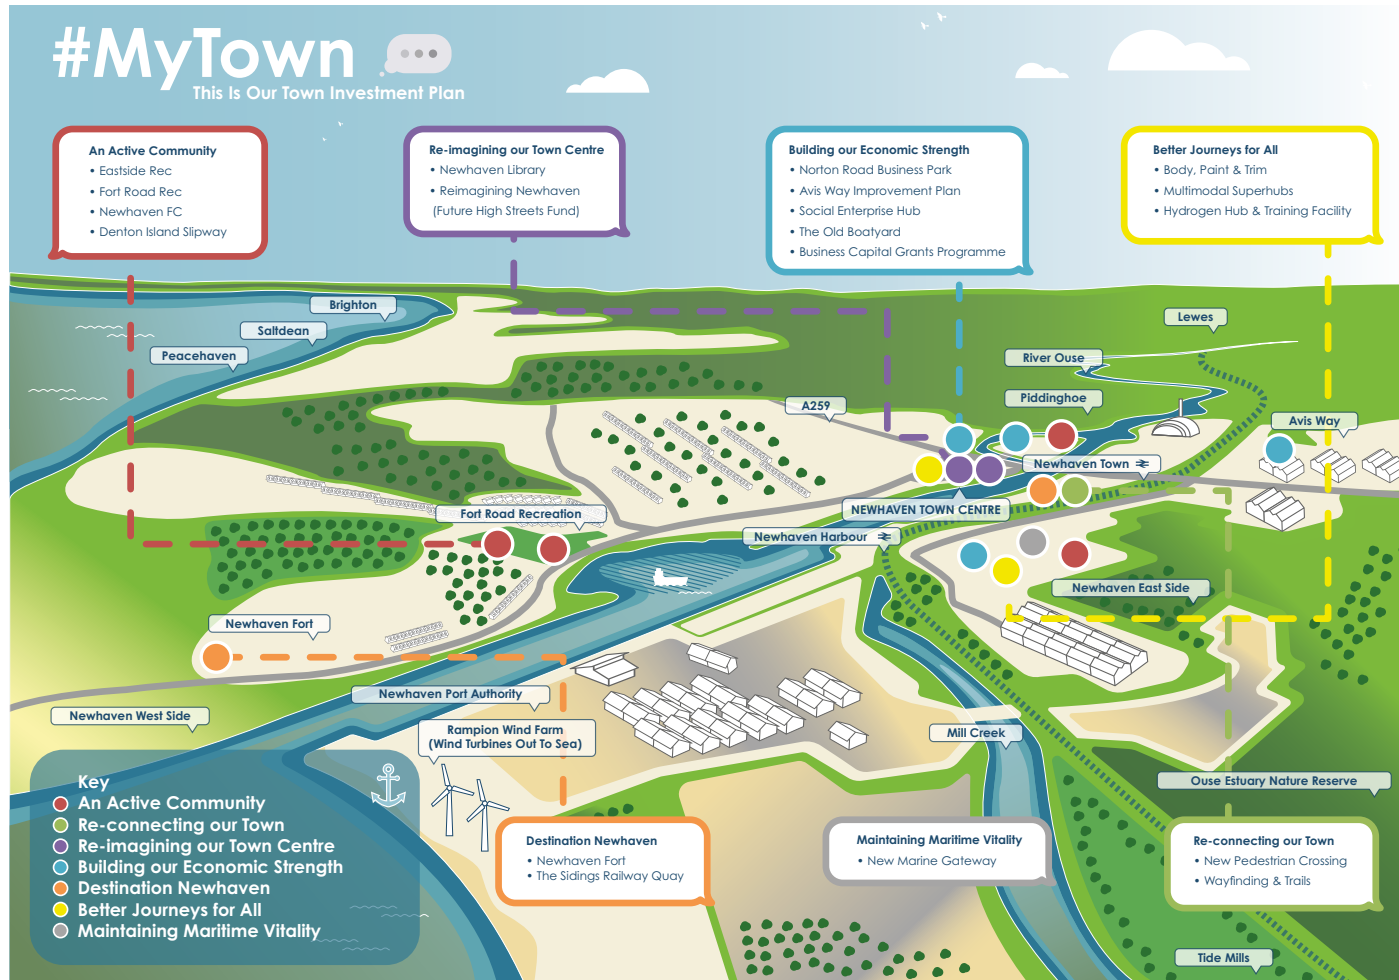 #MyTown
This Is Our Town Investment Plan
An Active Community
• Eastside Rec
• Fort Road Rec
• Newhaven FC
• Denton Island Slipway
Re-imagining our Town Centre
• Newhaven Library
• Reimagining Newhaven
(Future High Streets Fund)
Building our Economic Strength
• Norton Road Business Park
• Avis Way Improvement Plan
• Social Enterprise Hub
• The Old Boatyard
• Business Capital Grants Programme
Better Journeys for All
• Body, Paint & Trim
• Multimodal Superhubs
• Hydrogen Hub & Training Facility
Brighton
Saltdean
Peacehaven
Lewes
River Ouse
Piddinghoe
A259
Avis Way
Newhaven Town
NEWHAVEN TOWN CENTRE
Fort Road Recreation
Newhaven Harbour
Newhaven East Side
Newhaven Fort
Newhaven Port Authority
Newhaven West Side
Rampion Wind Farm
(Wind Turbines Out To Sea)
Mill Creek
Ouse Estuary Nature Reserve
Key
An Active Community
Re-connecting our Town
Re-imagining our Town Centre
Building our Economic Strength
Destination Newhaven
Better Journeys for All
Maintaining Maritime Vitality
Destination Newhaven
• Newhaven Fort
• The Sidings Railway Quay
Maintaining Maritime Vitality
• New Marine Gateway
Re-connecting our Town
• New Pedestrian Crossing
• Wayfinding & Trails
Tide Mills